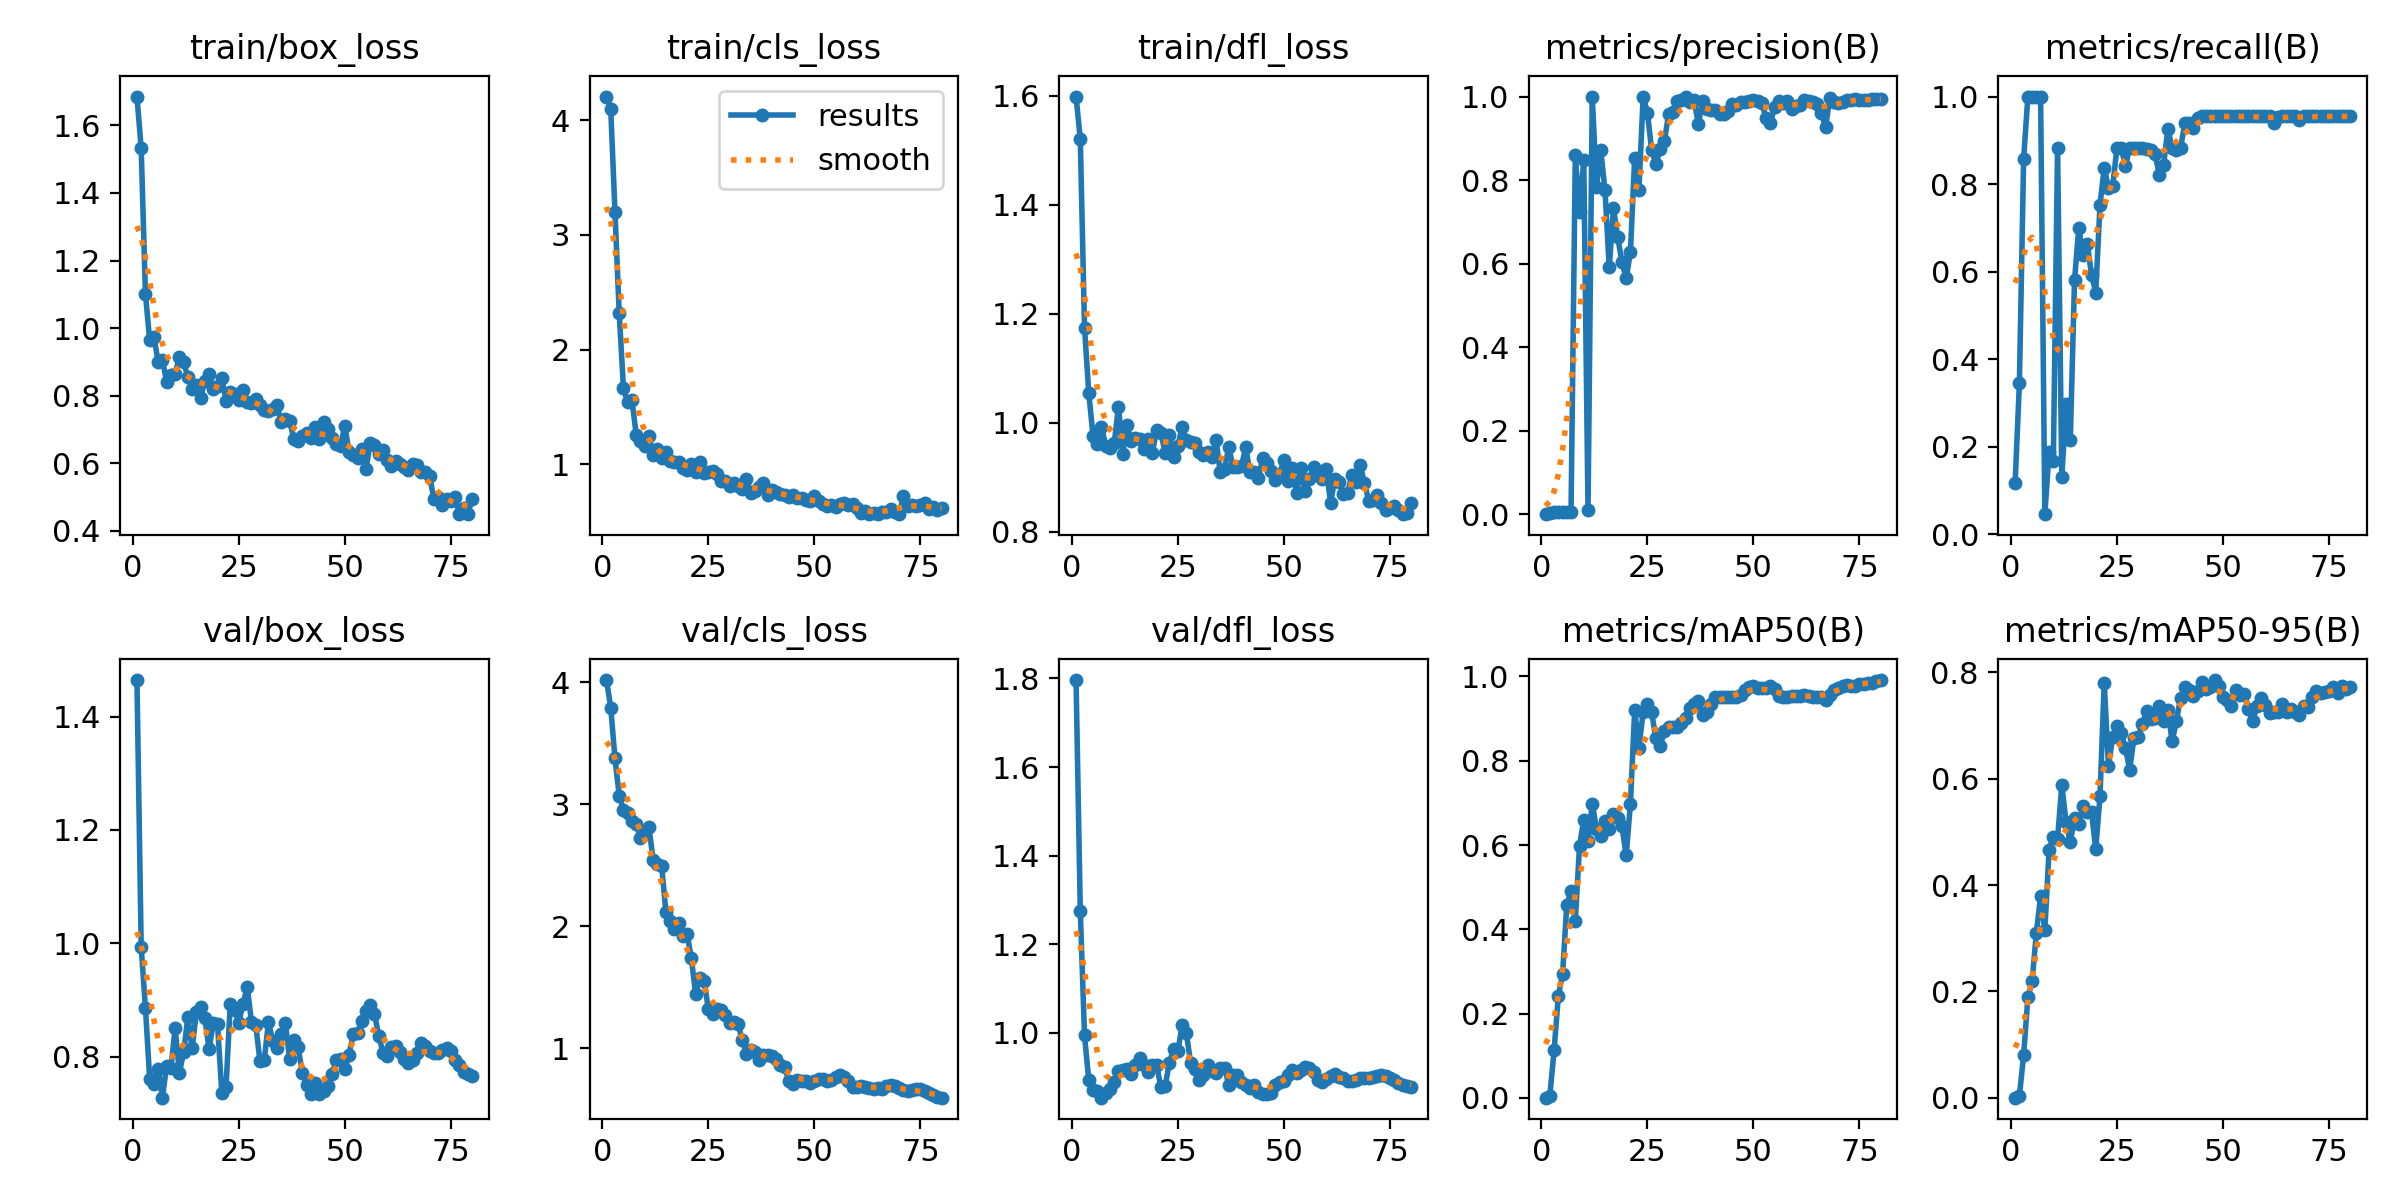 train/box_loss
1.6
1.4
1.2
1.0
0.8
0.6
0.4
0 25 50 75
train/cls_loss
results
smooth
4
3
2
1
0 25 50 75
train/dfl_loss
1.6
1.4
1.2
1.0
0.8
0 25 50 75
metrics/precision(B)
1.0
0.8
0.6
0.4
0.2
0.0
0 25 50 75
metrics/recall(B)
1.0
0.8
0.6
0.4
0.2
0.0
0 25 50 75
val/box_loss
1.4
1.2
1.0
0.8
0 25 50 75
val/cls_loss
4
3
2
1
0 25 50 75
val/dfl_loss
1.8
1.6
1.4
1.2
1.0
0 25 50 75
metrics/mAP50(B)
1.0
0.8
0.6
0.4
0.2
0.0
0 25 50 75
metrics/mAP50-95(B)
0.8
0.6
0.4
0.2
0.0
0 25 50 75